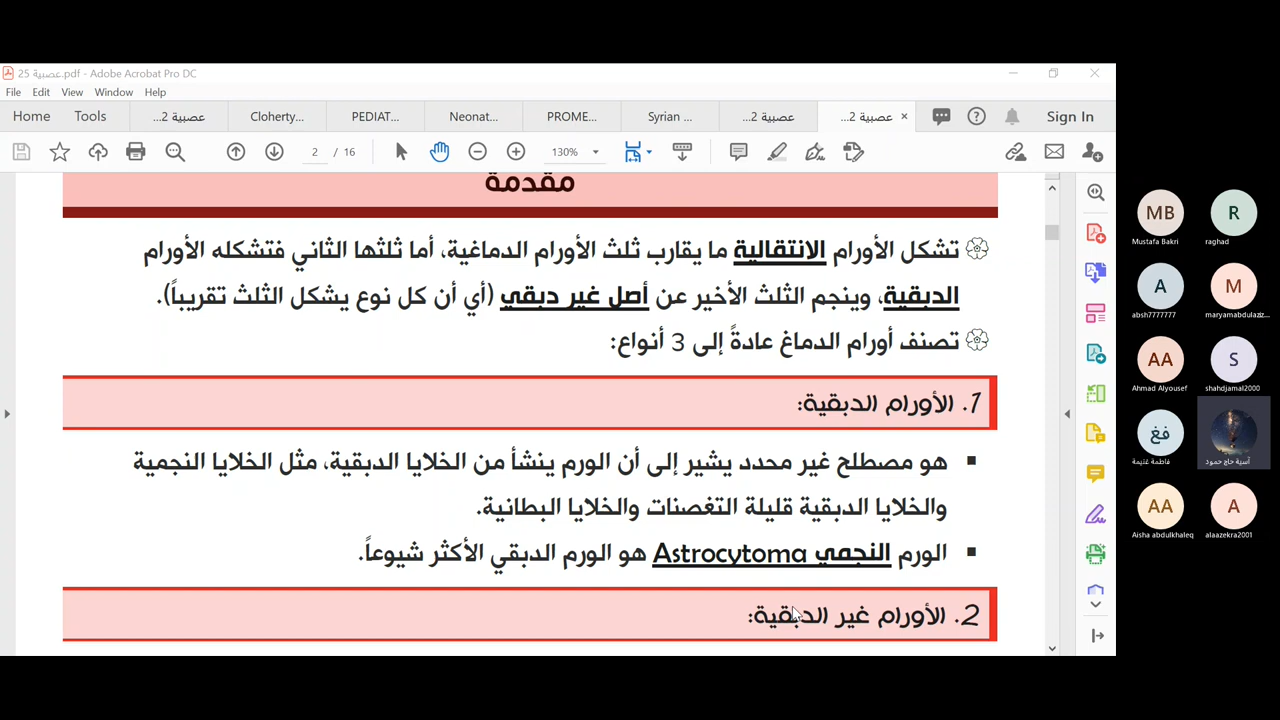 عصبية 25.pdf - Adobe Acrobat Pro DC
File Edit View Window Help
Home Tools عصبية 2... Cloherty... PEDIAT... Neonat... PROME... Syrian ... عصبية 2... عصبية 2... × Sign In
2 / 16 130%
مقدمة
تشكل الأورام الانتقالية ما يقارب ثلث الأورام الدماغية، أما ثلثها الثاني فتشكله الأورام
الدبقية، وينجم الثلث الأخير عن أصل غير دبقي (أي أن كل نوع يشكل الثلث تقريباً).
تصنف أورام الدماغ عادةً إلى 3 أنواع:
1. الأورام الدبقية:
▪ هو مصطلح غير محدد يشير إلى أن الورم ينشأ من الخلايا الدبقية، مثل الخلايا النجمية
والخلايا الدبقية قليلة التغصنات والخلايا البطانية.
▪ الورم النجمي Astrocytoma هو الورم الدبقي الأكثر شيوعاً.
2. الأورام غير الدبقية:
MB R
Mustafa Bakri raghad
A M
absh7777777 maryamabdulaziz...
AA S
Ahmad Alyousef shahdjamal2000
فغ
فاطمة غنيمة آسية حاج حمود
AA A
Aisha abdulkhaleq alaazekra2001